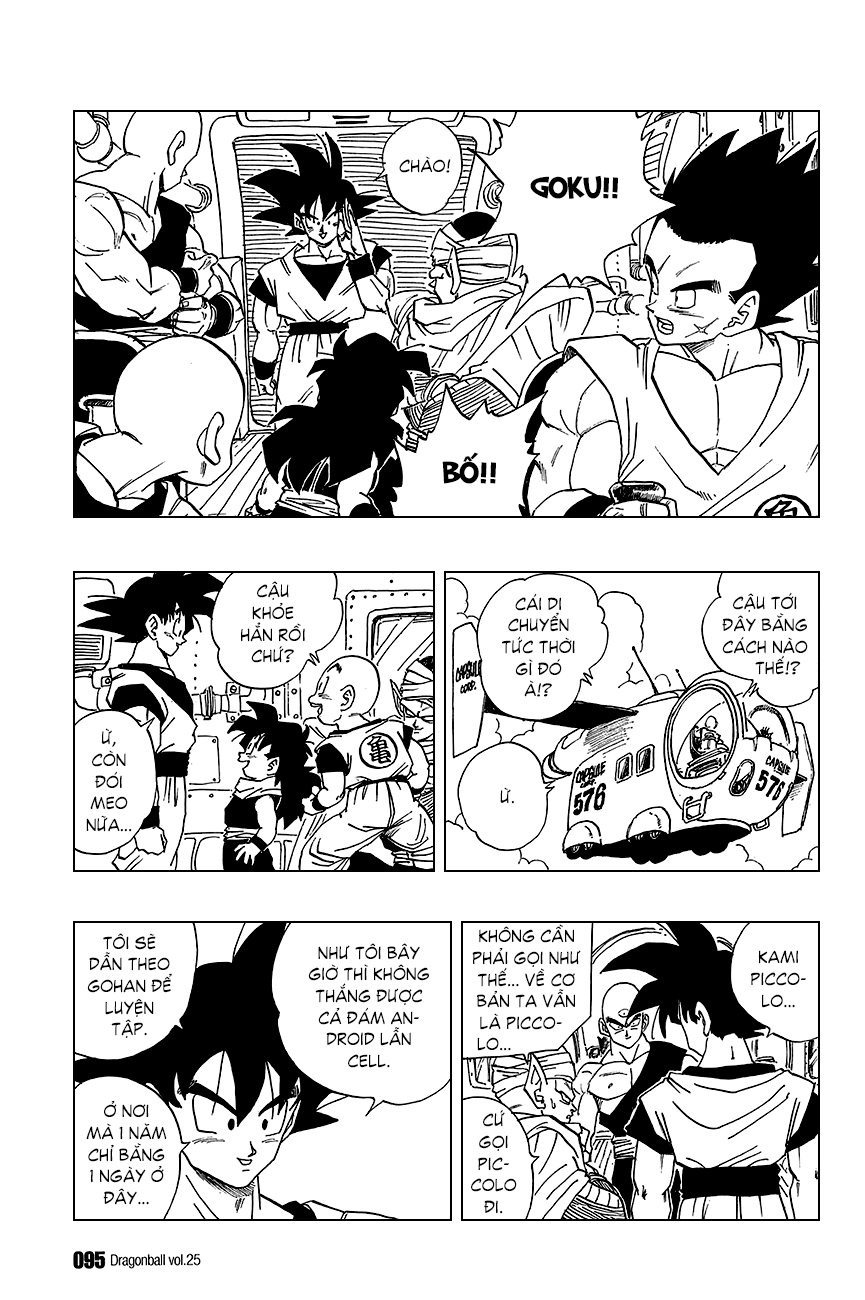 GOKU!!
CHÀO!
BỐ!!
亀
CẬU TỚI
ĐÂY BẰNG
CÁCH NÀO
THẾ!?
CÁI DI
CHUYỂN
TỨC THỜI
GÌ ĐÓ
À!?
Ừ.
CAPSULE
CORP.
CAPSULE
CORP.
576
CAPSULE
576
CẬU
KHỎE
HẲN RỒI
CHỨ?
Ừ,
CÒN
ĐÓI
MEO
NỮA...
亀
KAMI
PICCO-
LO...
KHÔNG CẦN
PHẢI GỌI NHƯ
THẾ... VỀ CƠ
BẢN TA VẪN
LÀ PICCO-
LO...
CỨ
GỌI
PIC-
COLO
ĐI.
NHƯ TÔI BÂY
GIỜ THÌ KHÔNG
THẮNG ĐƯỢC
CẢ ĐÁM AN-
DROID LẪN
CELL.
TÔI SẼ
DẪN THEO
GOHAN ĐỂ
LUYỆN
TẬP.
Ở NƠI
MÀ 1 NĂM
CHỈ BẰNG
1 NGÀY Ở
ĐÂY...
095 Dragonball vol.25